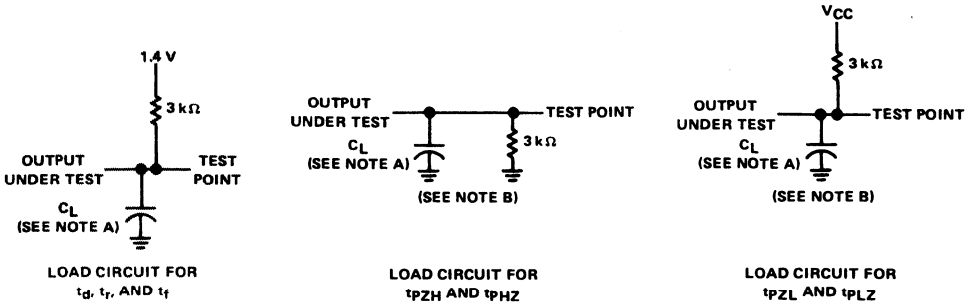 1.4 V
3 kΩ
OUTPUT
UNDER TEST
TEST
POINT
CL
(SEE NOTE A)
LOAD CIRCUIT FOR
td, tr, AND tf
OUTPUT
UNDER TEST
TEST POINT
CL
(SEE NOTE A)
3 kΩ
(SEE NOTE B)
LOAD CIRCUIT FOR
tPZH AND tPHZ
VCC
3 kΩ
OUTPUT
UNDER TEST
TEST POINT
CL
(SEE NOTE A)
(SEE NOTE B)
LOAD CIRCUIT FOR
tPZL AND tPLZ